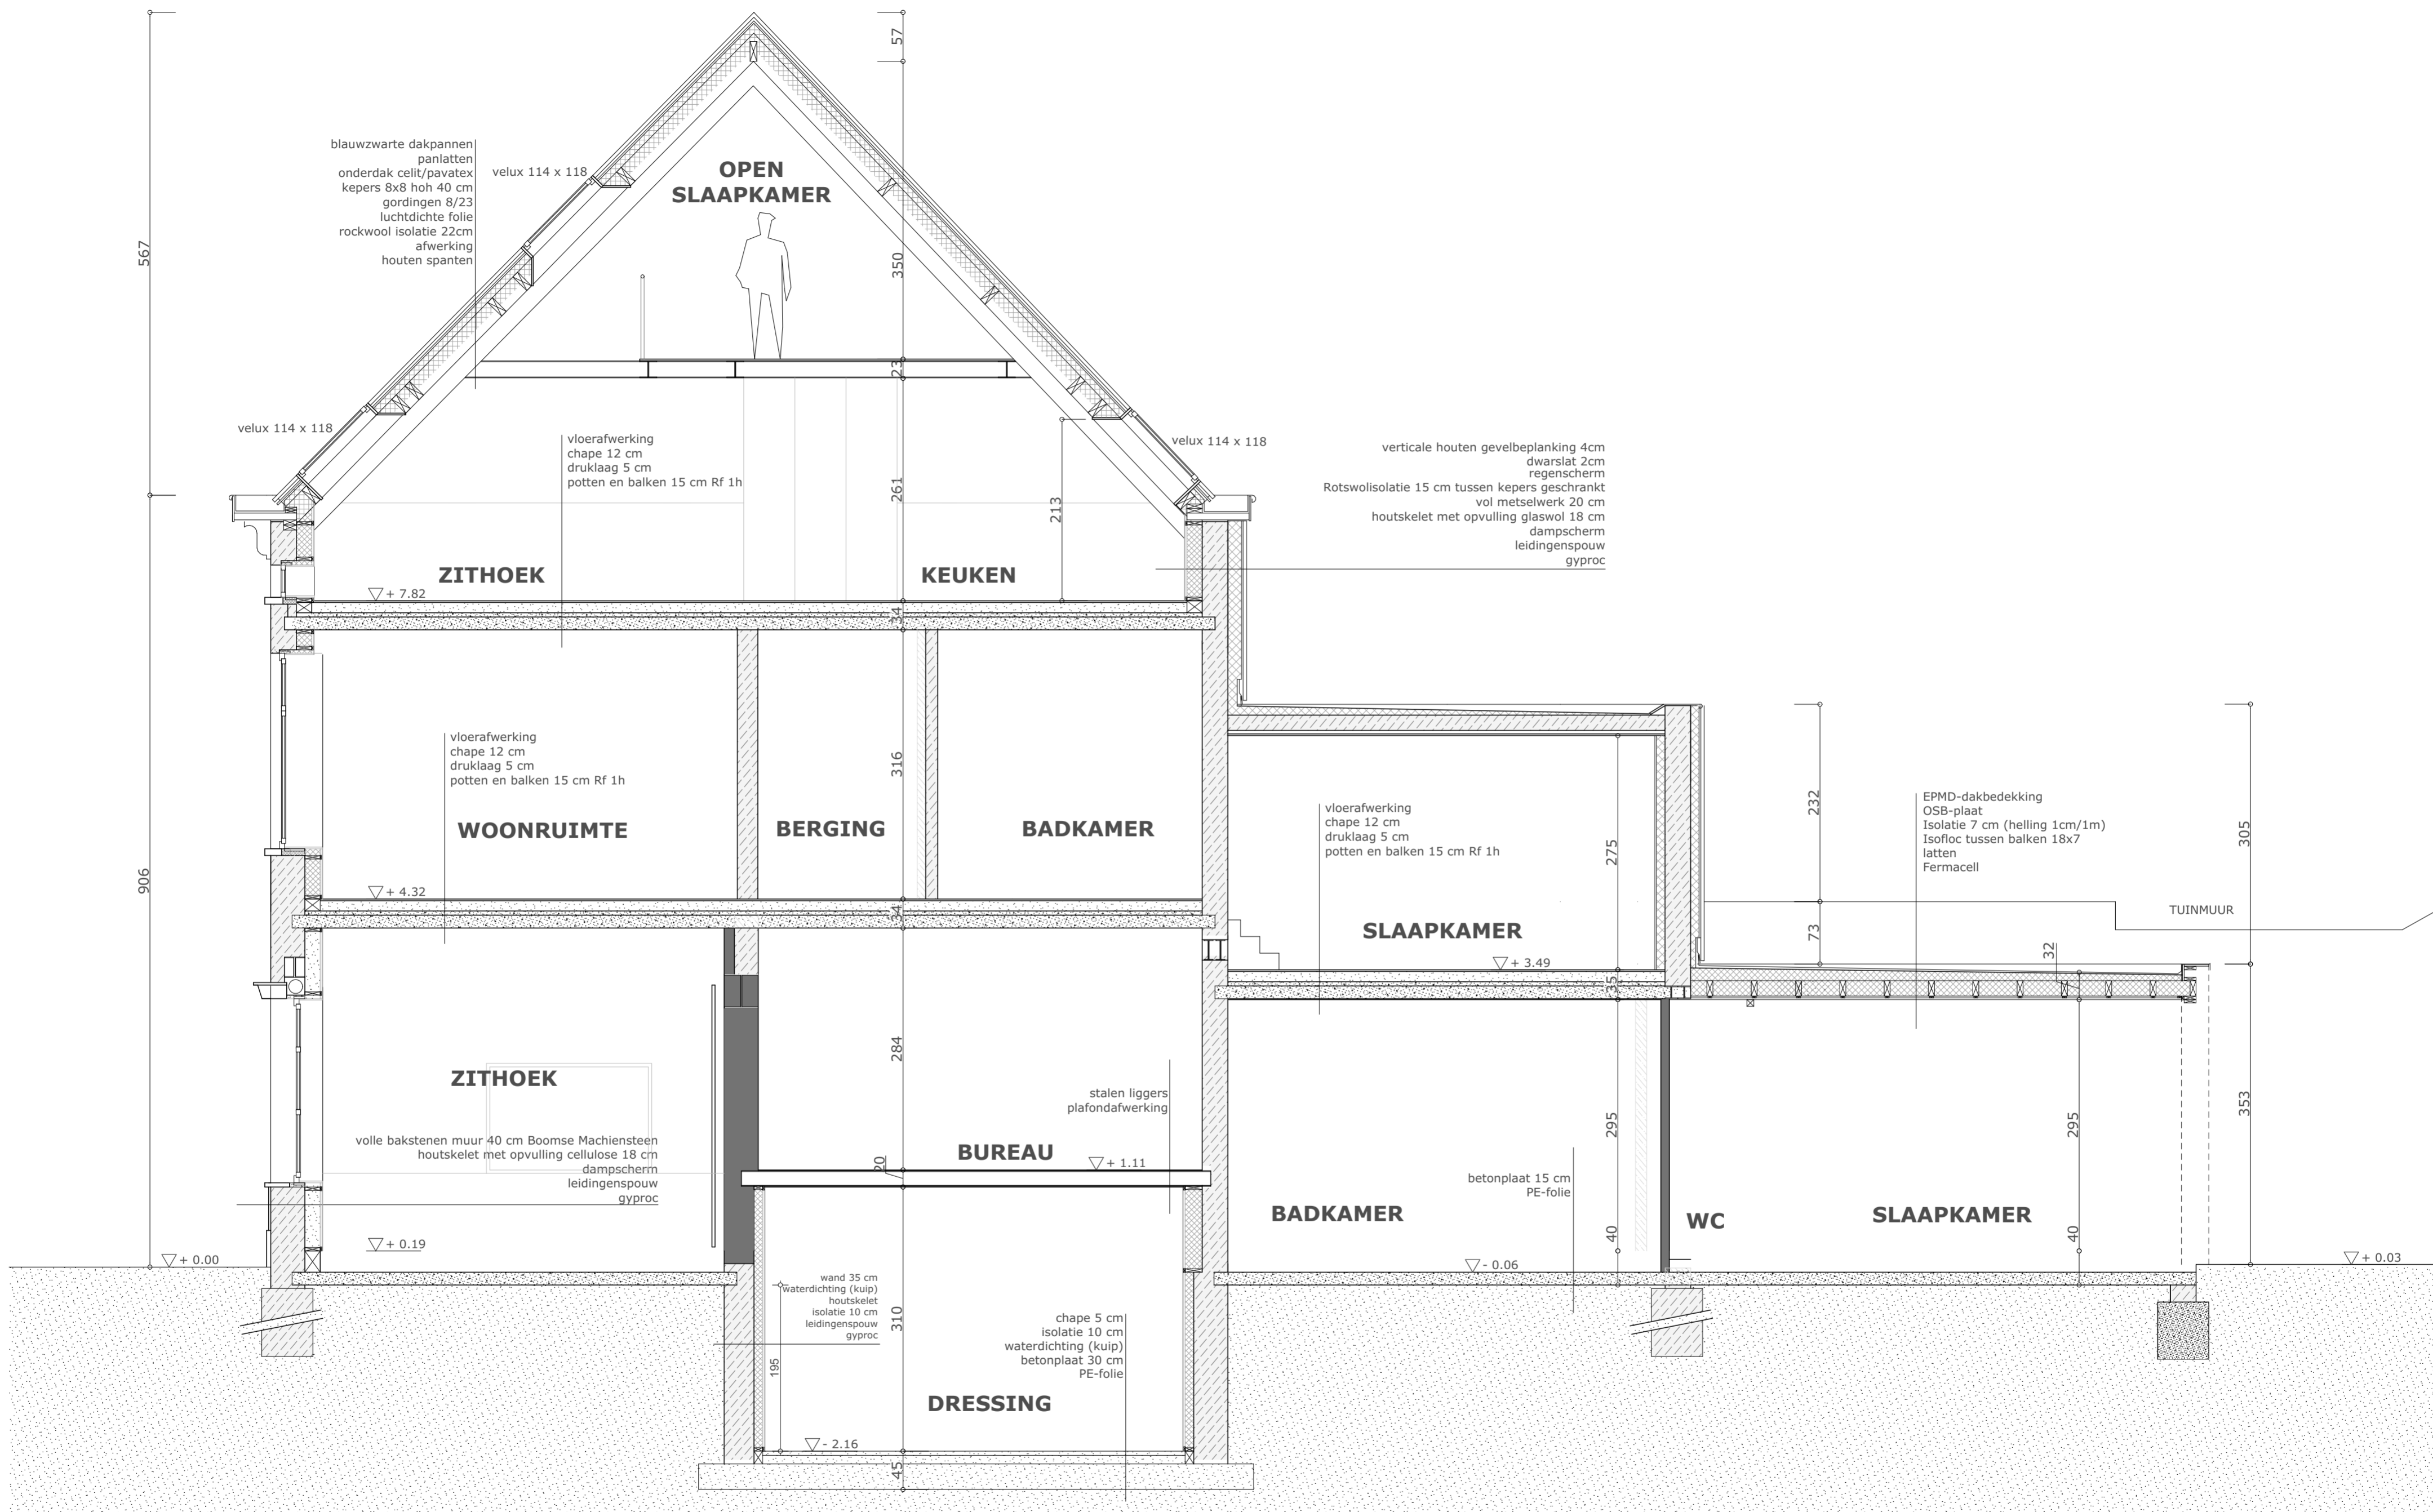 57
567
blauwzwarte dakpannen
panlatten
onderdak celit/pavatex
kepers 8x8 hoh 40 cm
gordingen 8/23
luchtdichte folie
rockwool isolatie 22cm
afwerking
houten spanten
velux 114 x 118
OPEN
SLAAPKAMER
350
23
velux 114 x 118
vloerafwerking
chape 12 cm
druklaag 5 cm
potten en balken 15 cm Rf 1h
261
213
velux 114 x 118
verticale houten gevelbeplanking 4cm
dwarslat 2cm
regenscherm
Rotswolisolatie 15 cm tussen kepers geschrankt
vol metselwerk 20 cm
houtskelet met opvulling glaswol 18 cm
dampscherm
leidingenspouw
gyproc
ZITHOEK
KEUKEN
+ 7.82
34
906
vloerafwerking
chape 12 cm
druklaag 5 cm
potten en balken 15 cm Rf 1h
WOONRUIMTE
BERGING
BADKAMER
316
+ 4.32
34
vloerafwerking
chape 12 cm
druklaag 5 cm
potten en balken 15 cm Rf 1h
275
SLAAPKAMER
+ 3.49
35
232
73
EPMD-dakbedekking
OSB-plaat
Isolatie 7 cm (helling 1cm/1m)
Isofloc tussen balken 18x7
latten
Fermacell
305
TUINMUUR
32
ZITHOEK
284
stalen liggers
plafondafwerking
BUREAU
+ 1.11
20
volle bakstenen muur 40 cm Boomse Machiensteen
houtskelet met opvulling cellulose 18 cm
dampscherm
leidingenspouw
gyproc
+ 0.19
+ 0.00
295
40
betonplaat 15 cm
PE-folie
BADKAMER
WC
SLAAPKAMER
295
40
353
- 0.06
+ 0.03
wand 35 cm
waterdichting (kuip)
houtskelet
isolatie 10 cm
leidingenspouw
gyproc
310
195
chape 5 cm
isolatie 10 cm
waterdichting (kuip)
betonplaat 30 cm
PE-folie
DRESSING
- 2.16
45